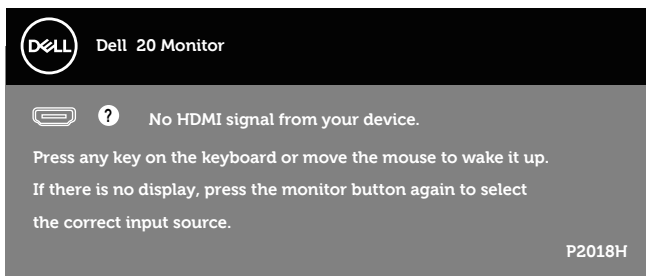 DELL Dell 20 Monitor
? No HDMI signal from your device.
Press any key on the keyboard or move the mouse to wake it up.
If there is no display, press the monitor button again to select
the correct input source.
P2018H